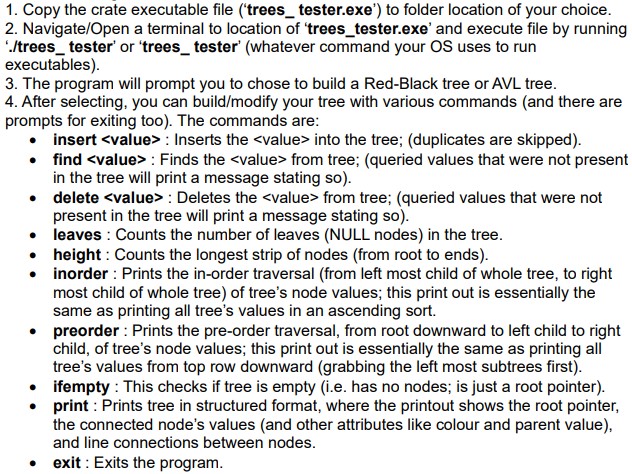 1. Copy the crate executable file ('trees_ tester.exe') to folder location of your choice.
2. Navigate/Open a terminal to location of 'trees_tester.exe' and execute file by running
'./trees_ tester' or 'trees_ tester' (whatever command your OS uses to run
executables).
3. The program will prompt you to chose to build a Red-Black tree or AVL tree.
4. After selecting, you can build/modify your tree with various commands (and there are
prompts for exiting too). The commands are:
• insert <value> : Inserts the <value> into the tree; (duplicates are skipped).
• find <value> : Finds the <value> from tree; (queried values that were not present
in the tree will print a message stating so).
• delete <value> : Deletes the <value> from tree; (queried values that were not
present in the tree will print a message stating so).
• leaves : Counts the number of leaves (NULL nodes) in the tree.
• height : Counts the longest strip of nodes (from root to ends).
• inorder : Prints the in-order traversal (from left most child of whole tree, to right
most child of whole tree) of tree's node values; this print out is essentially the
same as printing all tree's values in an ascending sort.
• preorder : Prints the pre-order traversal, from root downward to left child to right
child, of tree's node values; this print out is essentially the same as printing all
tree's values from top row downward (grabbing the left most subtrees first).
• ifempty : This checks if tree is empty (i.e. has no nodes; is just a root pointer).
• print : Prints tree in structured format, where the printout shows the root pointer,
the connected node's values (and other attributes like colour and parent value),
and line connections between nodes.
• exit : Exits the program.